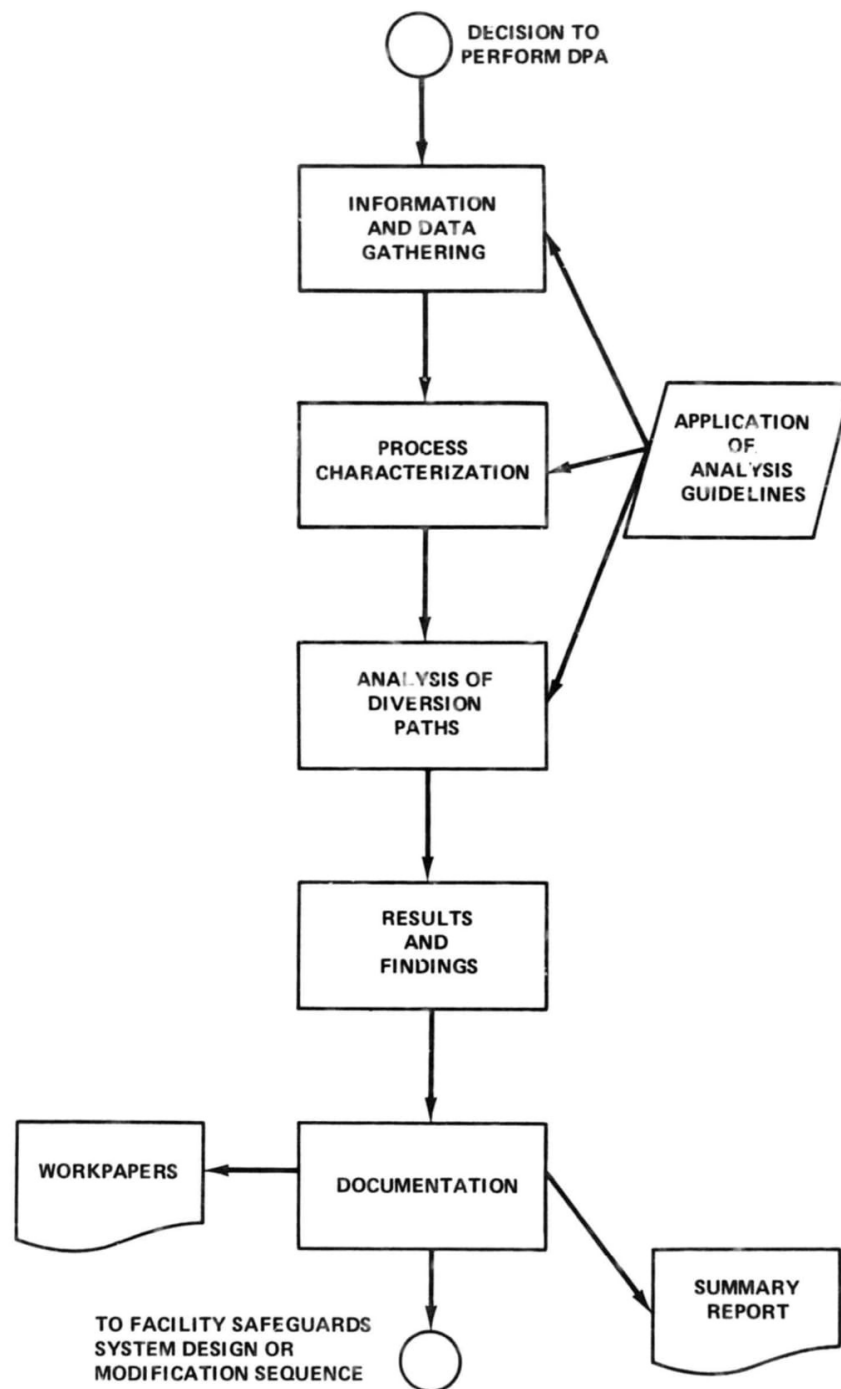 DECISION TO
PERFORM DPA
INFORMATION
AND DATA
GATHERING
APPLICATION
OF
ANALYSIS
GUIDELINES
PROCESS
CHARACTERIZATION
ANALYSIS OF
DIVERSION
PATHS
RESULTS
AND
FINDINGS
WORKPAPERS
DOCUMENTATION
SUMMARY
REPORT
TO FACILITY SAFEGUARDS
SYSTEM DESIGN OR
MODIFICATION SEQUENCE